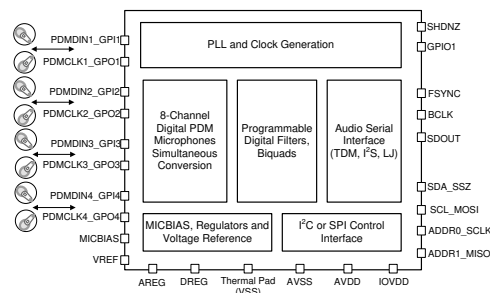 PLL and Clock Generation
8-Channel
Digital PDM
Microphones
Simultaneous
Conversion
Programmable
Digital Filters,
Biquads
Audio Serial
Interface
(TDM, I²S, LJ)
MICBIAS, Regulators and
Voltage Reference
I²C or SPI Control
Interface
PDMDIN1_GPI1
PDMCLK1_GPO1
PDMDIN2_GPI2
PDMCLK2_GPO2
PDMDIN3_GPI3
PDMCLK3_GPO3
PDMDIN4_GPI4
PDMCLK4_GPO4
MICBIAS
VREF
SHDNZ
GPIO1
FSYNC
BCLK
SDOUT
SDA_SSZ
SCL_MOSI
ADDR0_SCLK
ADDR1_MISO
AREG
DREG
Thermal Pad
(VSS)
AVSS
AVDD
IOVDD